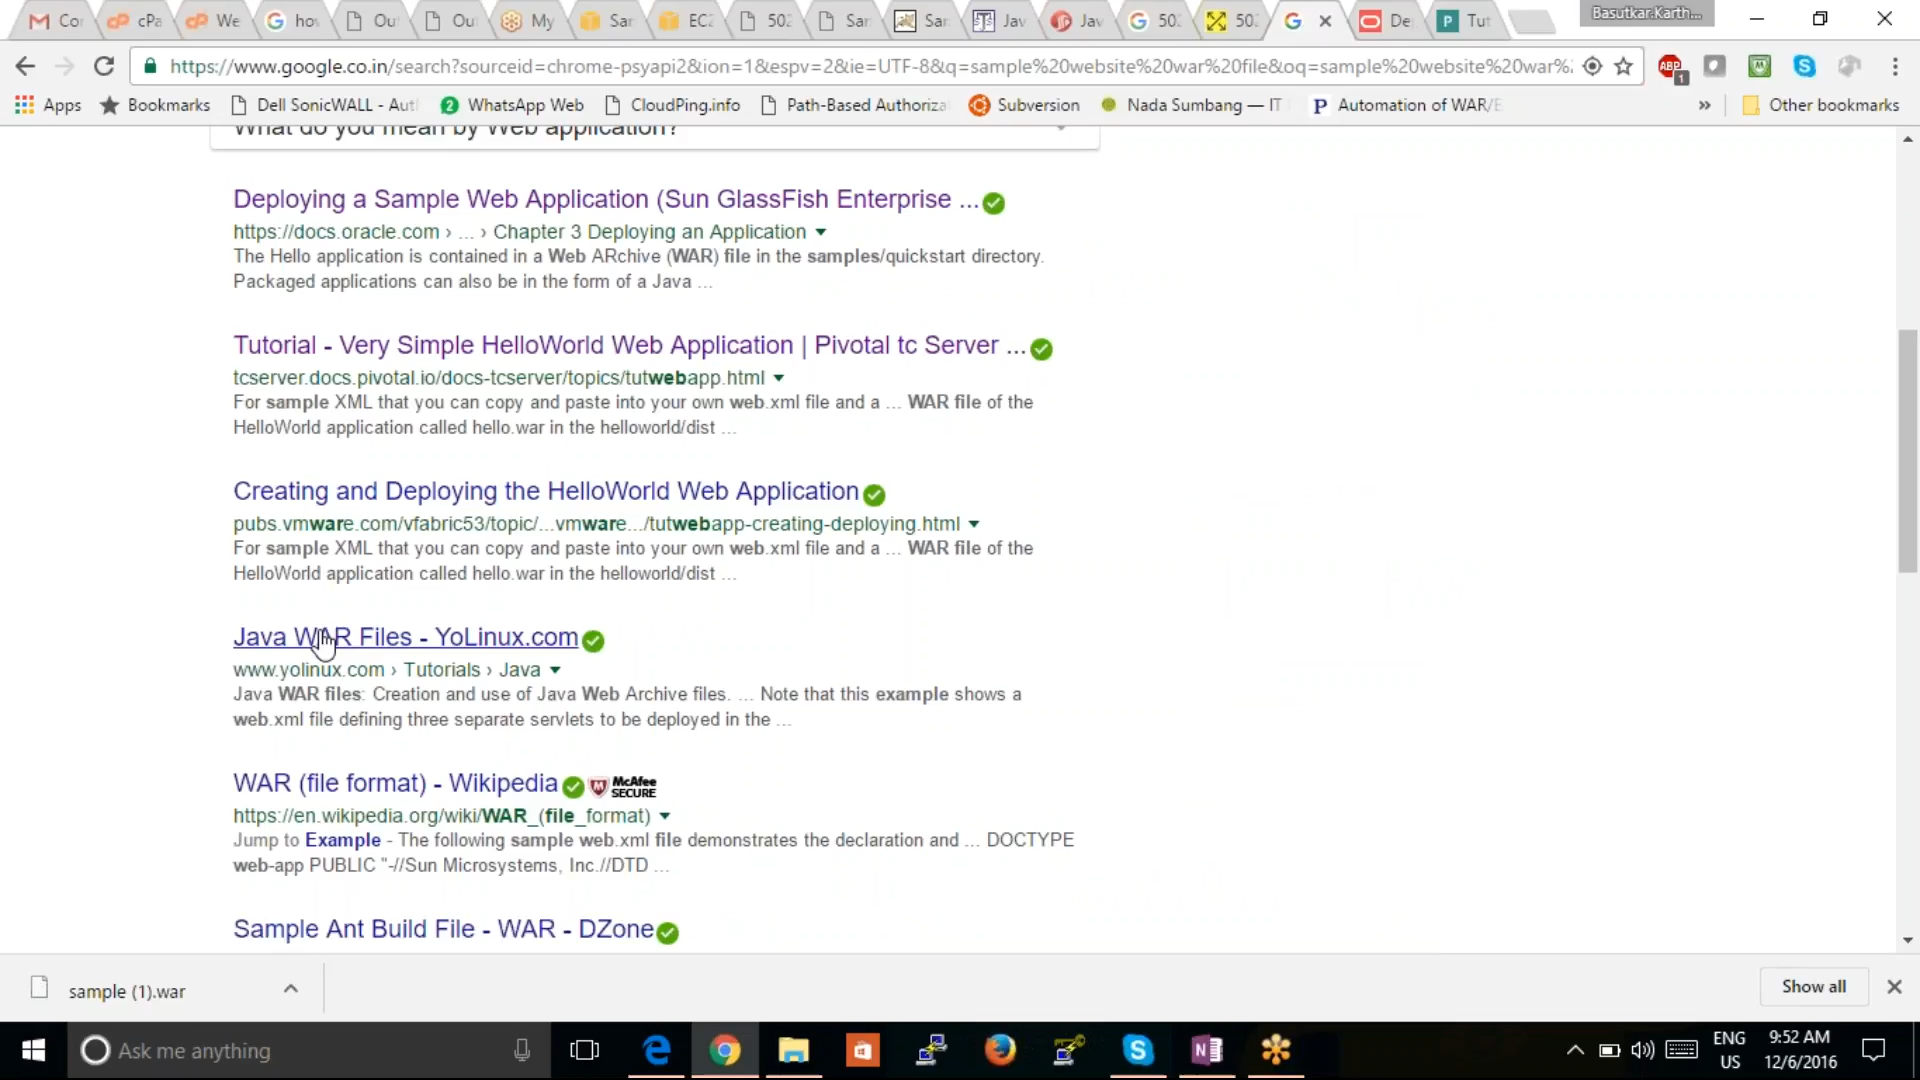 Cor
cPa
We
hov
Out
Out
My
Sar
EC2
502
Sam
Sar
Jav
Jav
502
502
De
Tut
Basutkar.Karth...
https://www.google.co.in/search?sourceid=chrome-psyapi2&ion=1&espv=2&ie=UTF-8&q=sample%20website%20war%20file&oq=sample%20website%20war%2
ABP
1
Apps
Bookmarks
Dell SonicWALL - Aut
2
WhatsApp Web
CloudPing.info
Path-Based Authoriza
Subversion
Nada Sumbang — IT
P
Automation of WAR/E
»
Other bookmarks
What do you mean by Web application?
Deploying a Sample Web Application (Sun GlassFish Enterprise ...
https://docs.oracle.com › ... › Chapter 3 Deploying an Application
The Hello application is contained in a Web ARchive (WAR) file in the samples/quickstart directory.
Packaged applications can also be in the form of a Java ...
Tutorial - Very Simple HelloWorld Web Application | Pivotal tc Server ...
tcserver.docs.pivotal.io/docs-tcserver/topics/tutwebapp.html
For sample XML that you can copy and paste into your own web.xml file and a ... WAR file of the
HelloWorld application called hello.war in the helloworld/dist ...
Creating and Deploying the HelloWorld Web Application
pubs.vmware.com/vfabric53/topic/...vmware.../tutwebapp-creating-deploying.html
For sample XML that you can copy and paste into your own web.xml file and a ... WAR file of the
HelloWorld application called hello.war in the helloworld/dist ...
Java WAR Files - YoLinux.com
www.yolinux.com › Tutorials › Java
Java WAR files: Creation and use of Java Web Archive files. ... Note that this example shows a
web.xml file defining three separate servlets to be deployed in the ...
WAR (file format) - Wikipedia
McAfee
SECURE
https://en.wikipedia.org/wiki/WAR_(file_format)
Jump to Example - The following sample web.xml file demonstrates the declaration and ... DOCTYPE
web-app PUBLIC "-//Sun Microsystems, Inc.//DTD ...
Sample Ant Build File - WAR - DZone
sample (1).war
Show all
Ask me anything
ENG
US
9:52 AM
12/6/2016